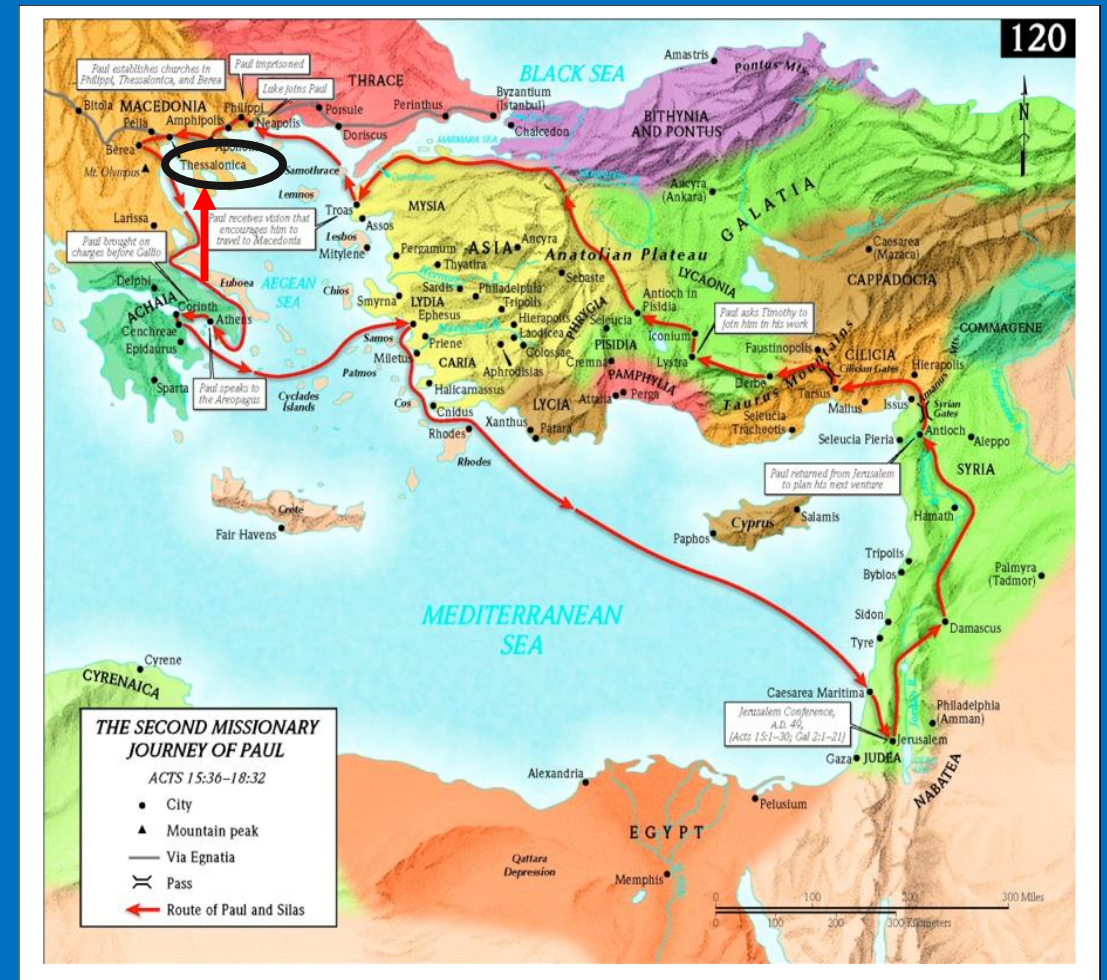 120
Amastris
Pontus Mts.
BLACK SEA
Paul establishes churches in
Philippi, Thessalonica, and Berea
Paul imprisoned
Luke joins Paul
THRACE
Byzantium
(Istanbul)
Perinthus
Chalcedon
BITHYNIA
AND PONTUS
Bitola
MACEDONIA
Philippi
Porsule
Pella
Amphipolis
Neapolis
Doriscus
MARMARA SEA
N
Berea
Thessalonica
Mt. Olympus
Samothrace
Lemnos
Ancyra
(Ankara)
GALATIA
Troas
MYSIA
Larissa
Paul receives vision that
encourages him to
travel to Macedonia
Assos
Lesbos
Mitylene
Paul brought on
charges before Gallio
Pergamum
ASIA
Ancyra
Anatolian Plateau
Caesarea
(Mazaca)
Thyatira
Sebaste
LYCAONIA
CAPPADOCIA
Delphi
Euboea
AEGEAN
SEA
Chios
Sardis
Philadelphia
Smyrna
LYDIA
Tripolis
Antioch in
Pisidia
ACHAIA
Corinth
Athens
Ephesus
Hierapolis
PHRYGIA
Seleucia
Iconium
Paul asks Timothy to
join him in his work
COMMAGENE
Cenchreae
Samos
Priene
Laodicea
PISIDIA
Faustinopolis
CILICIA
Epidaurus
Miletus
Colossae
Cremna
Lystra
Cilician Gates
Hierapolis
Patmos
CARIA
Aphrodisias
PAMPHYLIA
Derbe
Taurus Mountains
Tarsus
Amanus Mts.
Sparta
Paul speaks to
the Areopagus
Cyclades
Islands
Halicarnassus
Attalia
Perga
Mallus
Issus
Syrian
Gates
Cos
Cnidus
LYCIA
Seleucia
Tracheotis
Rhodes
Xanthus
Patara
Seleucia Pieria
Antioch
Aleppo
Rhodes
Paul returned from Jerusalem
to plan his next venture
SYRIA
Crete
Cyprus
Salamis
Hamath
Fair Havens
Paphos
Tripolis
Byblos
Palmyra
(Tadmor)
MEDITERRANEAN
SEA
Sidon
Damascus
Tyre
Cyrene
CYRENAICA
Caesarea Maritima
Jerusalem Conference,
A.D. 49,
[Acts 15:1–30; Gal 2:1–21]
Philadelphia
(Amman)
Jerusalem
Gaza
JUDEA
NABATEA
THE SECOND MISSIONARY
JOURNEY OF PAUL
ACTS 15:36–18:32
City
Mountain peak
Via Egnatia
Pass
Route of Paul and Silas
Alexandria
Pelusium
EGYPT
Qattara
Depression
Memphis
0 100 200 300 Miles
0 100 200 300 Kilometers